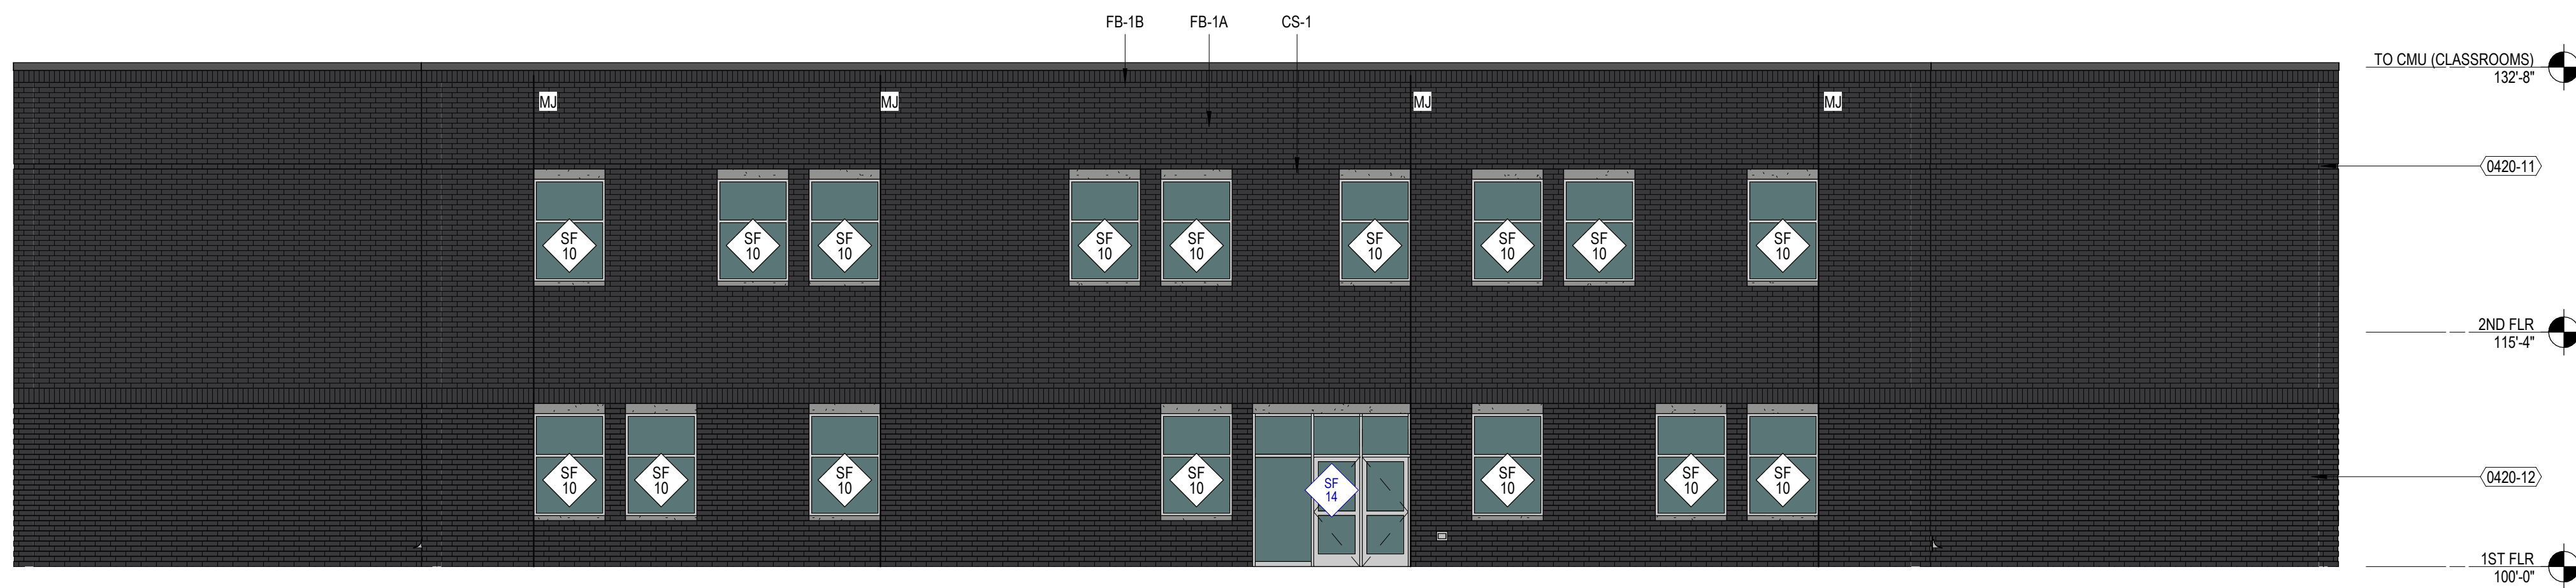 FB-1B
FB-1A
CS-1
TO CMU (CLASSROOMS)
132'-8"
MJ
MJ
MJ
MJ
0420-11
SF
10
SF
10
SF
10
SF
10
SF
10
SF
10
SF
10
SF
10
SF
10
2ND FLR
115'-4"
SF
10
SF
10
SF
10
SF
10
SF
14
SF
10
SF
10
SF
10
0420-12
1ST FLR
100'-0"